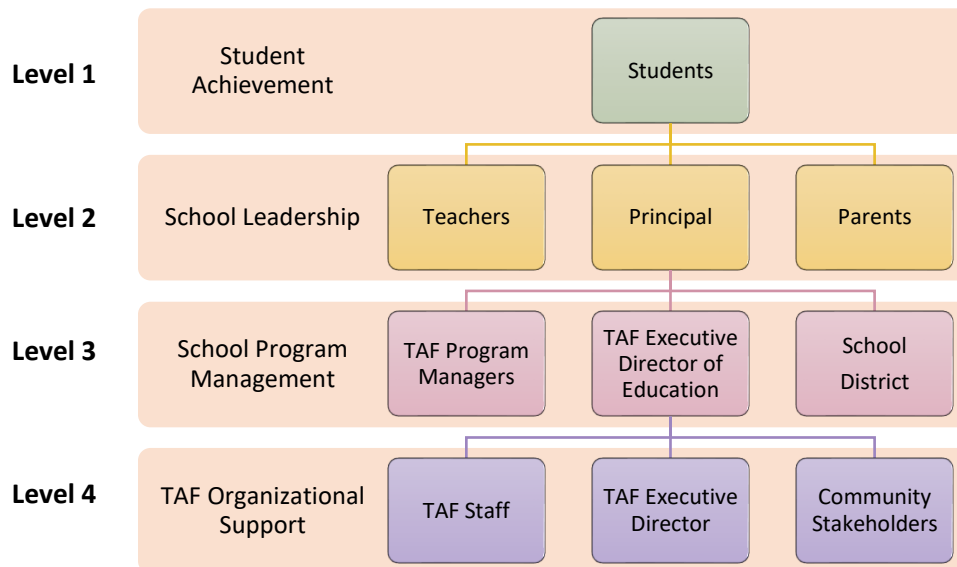 Level 1
Student
Achievement
Students
Level 2
School Leadership
Teachers
Principal
Parents
Level 3
School Program
Management
TAF Program
Managers
TAF Executive
Director of
Education
School
District
Level 4
TAF Organizational
Support
TAF Staff
TAF Executive
Director
Community
Stakeholders